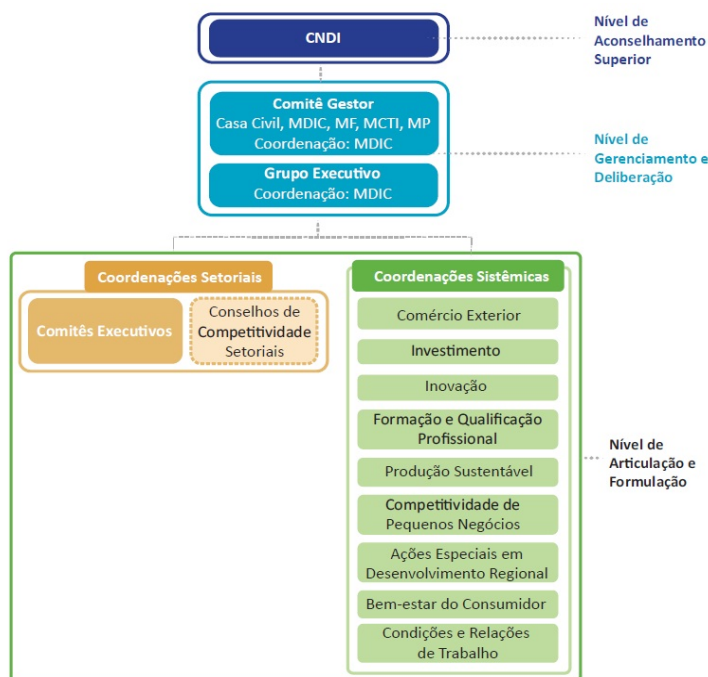 CNDI
Nível de
Aconselhamento
Superior
Comitê Gestor
Casa Civil, MDIC, MF, MCTI, MP
Coordenação: MDIC
Grupo Executivo
Coordenação: MDIC
Nível de
Gerenciamento e
Deliberação
Coordenações Setoriais
Comitês Executivos
Conselhos de
Competitividade
Setoriais
Coordenações Sistêmicas
Comércio Exterior
Investimento
Inovação
Formação e Qualificação
Profissional
Produção Sustentável
Competitividade de
Pequenos Negócios
Ações Especiais em
Desenvolvimento Regional
Bem-estar do Consumidor
Condições e Relações
de Trabalho
Nível de
Articulação e
Formulação